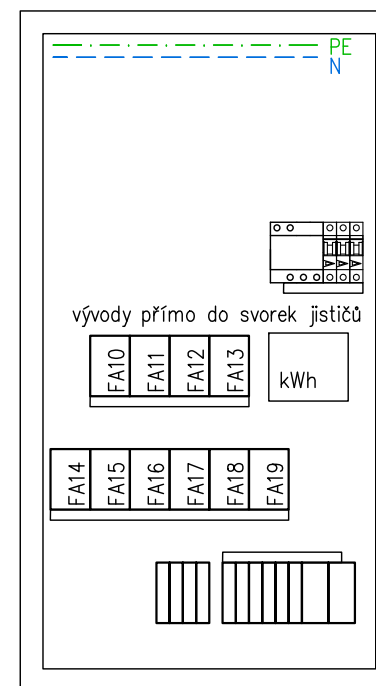 PE
N
A A A
vývody přímo do svorek jističů
FA10 FA11 FA12 FA13
kWh
FA14 FA15 FA16 FA17 FA18 FA19